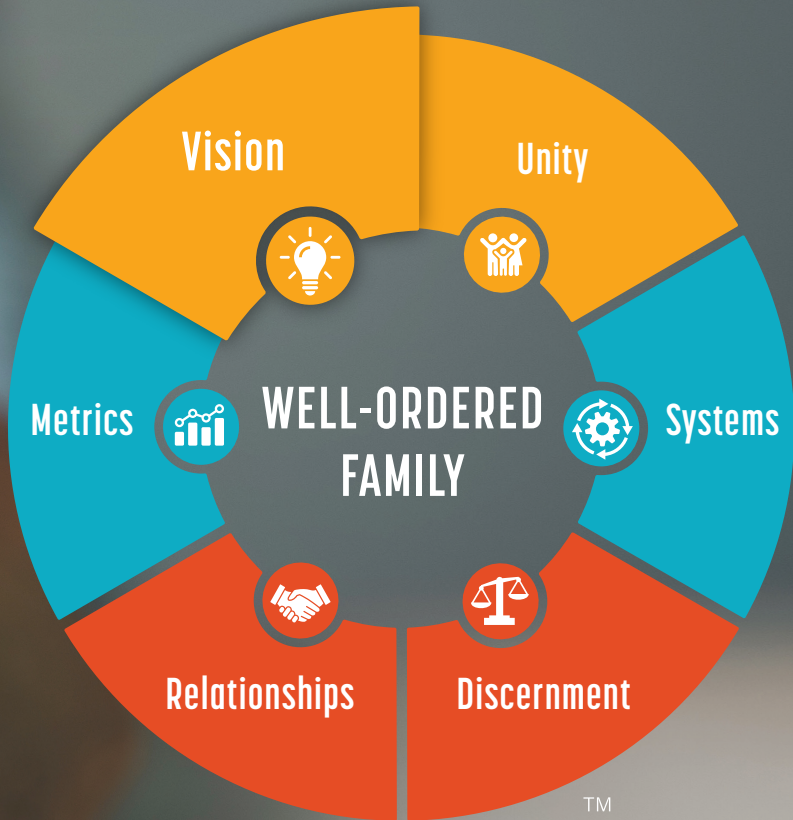 Vision
Unity
Metrics
WELL-ORDERED
FAMILY
Systems
Relationships
Discernment
TM